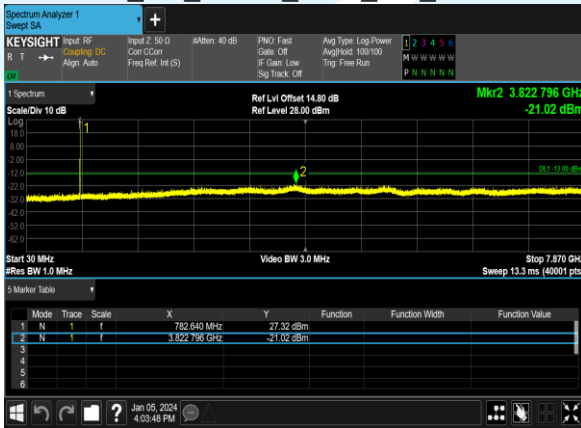 Spectrum Analyzer 1
Swept SA
+
KEYSIGHT Input: RF Input Z: 50 Ω #Atten: 40 dB PNO: Fast Avg Type: Log-Power 1 2 3 4 5 6
R T Coupling: DC Corr CCorr Gate: Off Avg|Hold: 100/100 M W W W W W
Align: Auto Freq Ref: Int (S) IF Gain: Low Trig: Free Run
Sig Track: Off P N N N N N
1 Spectrum Ref Lvl Offset 14.80 dB Mkr2 3.822 796 GHz
Scale/Div 10 dB Ref Level 28.00 dBm -21.02 dBm
Log
18.0
8.00
-2.00
-12.0
-22.0
-32.0
-42.0
-52.0
-62.0
1
2
DL1 -13.00 dBm
Start 30 MHz Video BW 3.0 MHz Stop 7.870 GHz
#Res BW 1.0 MHz Sweep 13.3 ms (40001 pts
5 Marker Table
Mode Trace Scale X Y Function Function Width Function Value
1 N 1 f 782.640 MHz 27.32 dBm
2 N 1 f 3.822 796 GHz -21.02 dBm
3
4
5
6
? Jan 05, 2024
4:03:48 PM